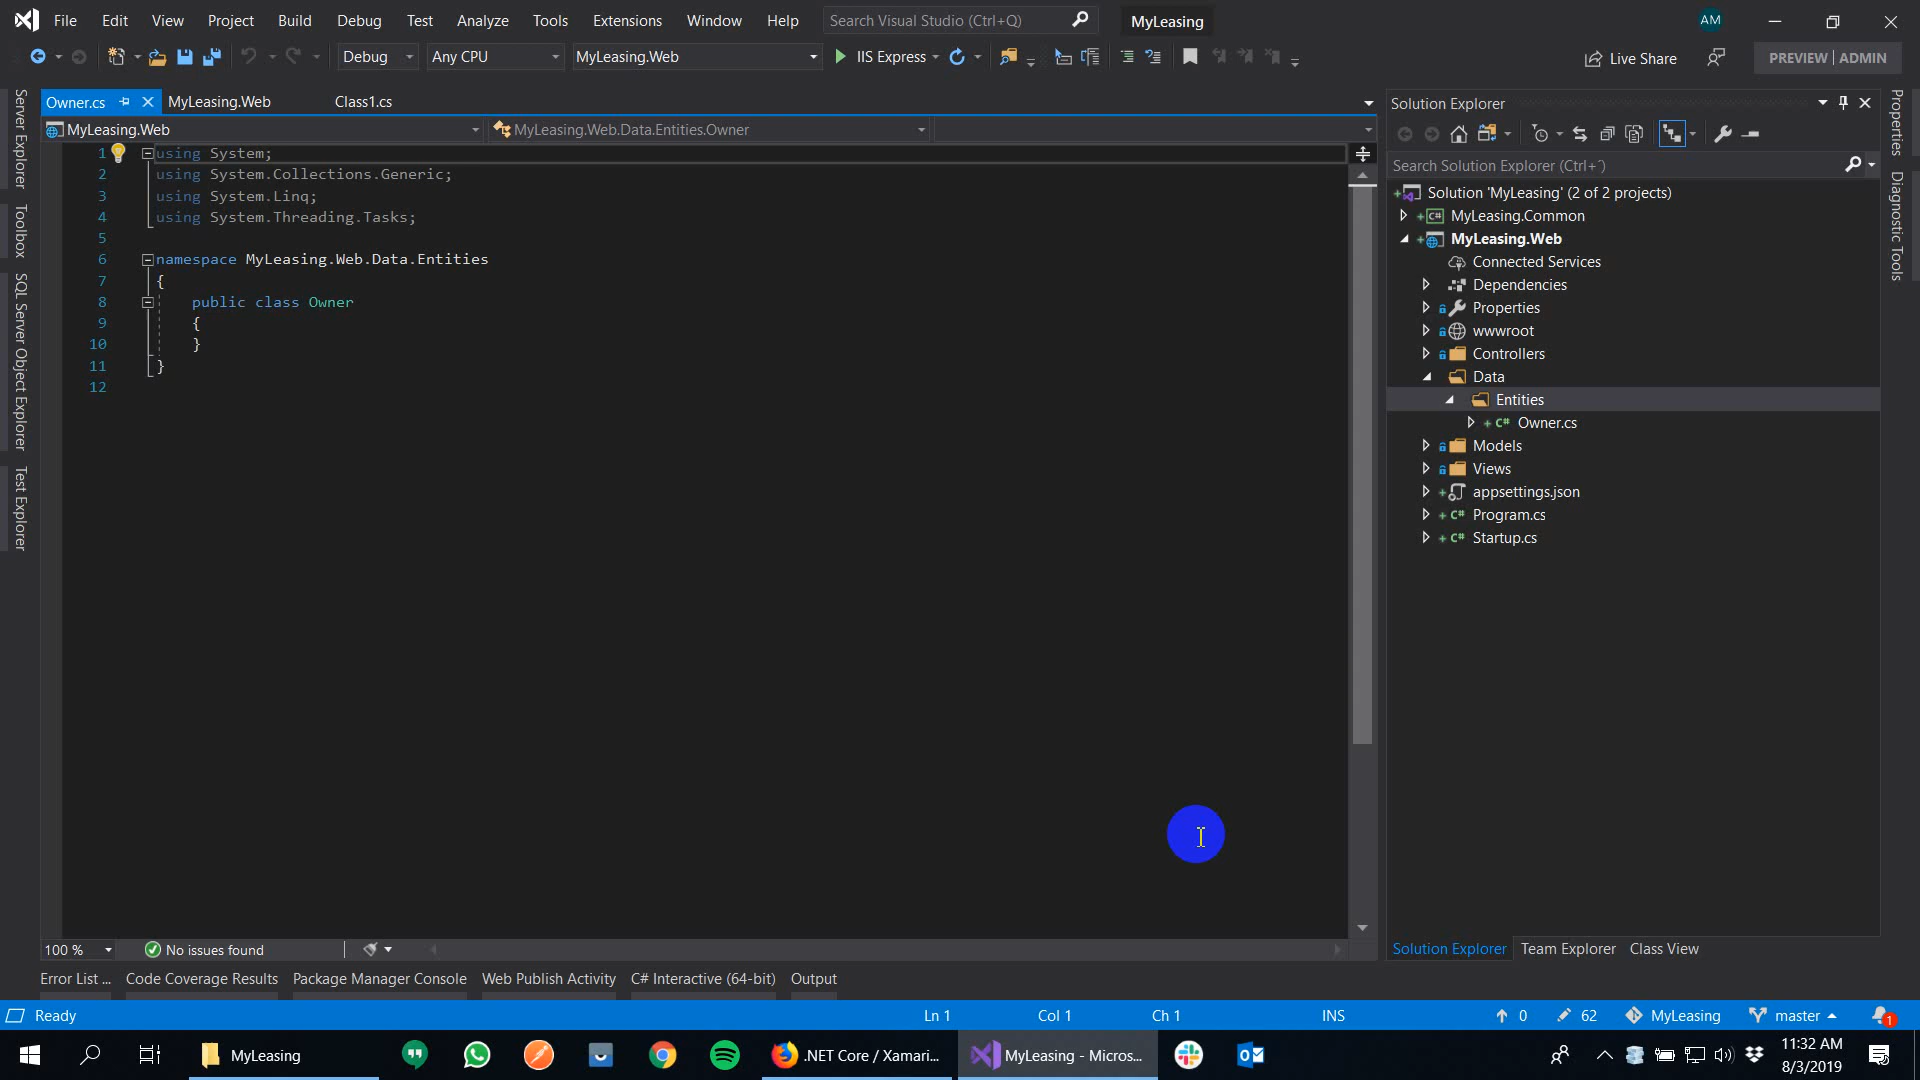 File Edit View Project Build Debug Test Analyze Tools Extensions Window Help Search Visual Studio (Ctrl+Q) MyLeasing AM
Debug Any CPU MyLeasing.Web IIS Express Live Share PREVIEW | ADMIN
Server Explorer
Toolbox
SQL Server Object Explorer
Test Explorer
Owner.cs MyLeasing.Web Class1.cs
MyLeasing.Web MyLeasing.Web.Data.Entities.Owner
1 using System;
2 using System.Collections.Generic;
3 using System.Linq;
4 using System.Threading.Tasks;
5
6 namespace MyLeasing.Web.Data.Entities
7 {
8 public class Owner
9 {
10 }
11 }
12
100 % No issues found
Solution Explorer
Search Solution Explorer (Ctrl+´)
Solution 'MyLeasing' (2 of 2 projects)
MyLeasing.Common
MyLeasing.Web
Connected Services
Dependencies
Properties
wwwroot
Controllers
Data
Entities
Owner.cs
Models
Views
appsettings.json
Program.cs
Startup.cs
Solution Explorer Team Explorer Class View
Properties
Diagnostic Tools
Error List ... Code Coverage Results Package Manager Console Web Publish Activity C# Interactive (64-bit) Output
Ready Ln 1 Col 1 Ch 1 INS 0 62 MyLeasing master 1
MyLeasing .NET Core / Xamari... MyLeasing - Micros... 11:32 AM
8/3/2019